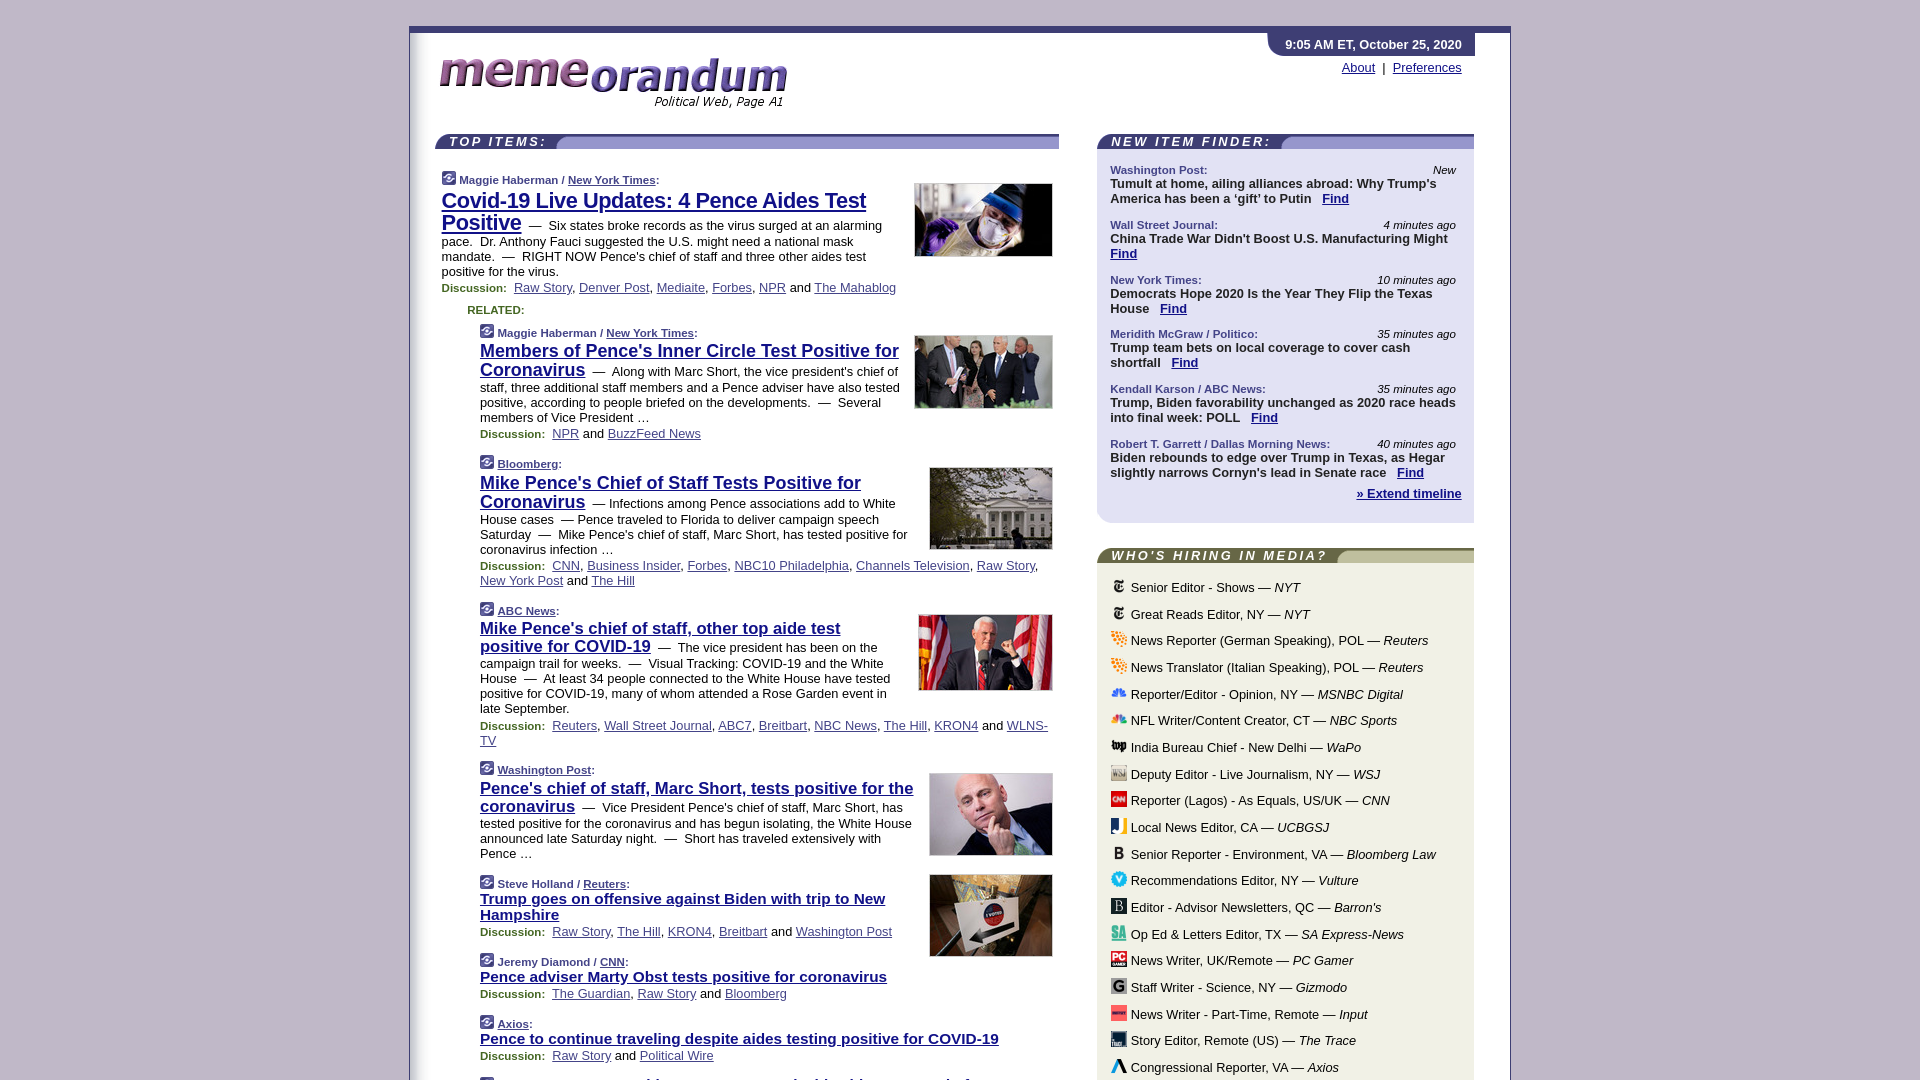 9:05 AM ET, October 25, 2020
About | Preferences
memeorandum
Political Web, Page A1
TOP ITEMS:
Maggie Haberman / New York Times:
Covid-19 Live Updates: 4 Pence Aides Test
Positive — Six states broke records as the virus surged at an alarming
pace. Dr. Anthony Fauci suggested the U.S. might need a national mask
mandate. — RIGHT NOW Pence's chief of staff and three other aides test
positive for the virus.
Discussion: Raw Story, Denver Post, Mediaite, Forbes, NPR and The Mahablog
RELATED:
Maggie Haberman / New York Times:
Members of Pence's Inner Circle Test Positive for
Coronavirus — Along with Marc Short, the vice president's chief of
staff, three additional staff members and a Pence adviser have also tested
positive, according to people briefed on the developments. — Several
members of Vice President …
Discussion: NPR and BuzzFeed News
Bloomberg:
Mike Pence's Chief of Staff Tests Positive for
Coronavirus — Infections among Pence associations add to White
House cases — Pence traveled to Florida to deliver campaign speech
Saturday — Mike Pence's chief of staff, Marc Short, has tested positive for
coronavirus infection …
Discussion: CNN, Business Insider, Forbes, NBC10 Philadelphia, Channels Television, Raw Story,
New York Post and The Hill
ABC News:
Mike Pence's chief of staff, other top aide test
positive for COVID-19 — The vice president has been on the
campaign trail for weeks. — Visual Tracking: COVID-19 and the White
House — At least 34 people connected to the White House have tested
positive for COVID-19, many of whom attended a Rose Garden event in
late September.
Discussion: Reuters, Wall Street Journal, ABC7, Breitbart, NBC News, The Hill, KRON4 and WLNS-
TV
Washington Post:
Pence's chief of staff, Marc Short, tests positive for the
coronavirus — Vice President Pence's chief of staff, Marc Short, has
tested positive for the coronavirus and has begun isolating, the White House
announced late Saturday night. — Short has traveled extensively with
Pence …
Steve Holland / Reuters:
Trump goes on offensive against Biden with trip to New
Hampshire
Discussion: Raw Story, The Hill, KRON4, Breitbart and Washington Post
Jeremy Diamond / CNN:
Pence adviser Marty Obst tests positive for coronavirus
Discussion: The Guardian, Raw Story and Bloomberg
Axios:
Pence to continue traveling despite aides testing positive for COVID-19
Discussion: Raw Story and Political Wire
NEW ITEM FINDER:
Washington Post: New
Tumult at home, ailing alliances abroad: Why Trump's
America has been a ‘gift’ to Putin Find
Wall Street Journal: 4 minutes ago
China Trade War Didn't Boost U.S. Manufacturing Might
Find
New York Times: 10 minutes ago
Democrats Hope 2020 Is the Year They Flip the Texas
House Find
Meridith McGraw / Politico: 35 minutes ago
Trump team bets on local coverage to cover cash
shortfall Find
Kendall Karson / ABC News: 35 minutes ago
Trump, Biden favorability unchanged as 2020 race heads
into final week: POLL Find
Robert T. Garrett / Dallas Morning News: 40 minutes ago
Biden rebounds to edge over Trump in Texas, as Hegar
slightly narrows Cornyn's lead in Senate race Find
» Extend timeline
WHO'S HIRING IN MEDIA?
Senior Editor - Shows — NYT
Great Reads Editor, NY — NYT
News Reporter (German Speaking), POL — Reuters
News Translator (Italian Speaking), POL — Reuters
Reporter/Editor - Opinion, NY — MSNBC Digital
NFL Writer/Content Creator, CT — NBC Sports
India Bureau Chief - New Delhi — WaPo
Deputy Editor - Live Journalism, NY — WSJ
Reporter (Lagos) - As Equals, US/UK — CNN
Local News Editor, CA — UCBGSJ
Senior Reporter - Environment, VA — Bloomberg Law
Recommendations Editor, NY — Vulture
Editor - Advisor Newsletters, QC — Barron's
Op Ed & Letters Editor, TX — SA Express-News
News Writer, UK/Remote — PC Gamer
Staff Writer - Science, NY — Gizmodo
News Writer - Part-Time, Remote — Input
Story Editor, Remote (US) — The Trace
Congressional Reporter, VA — Axios